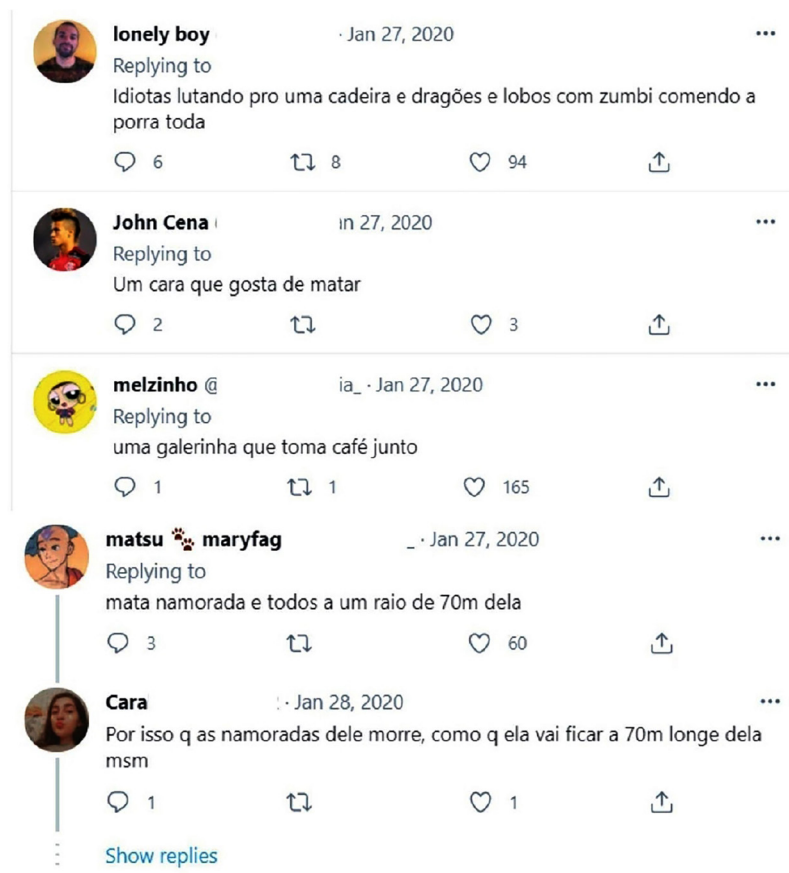 lonely boy · Jan 27, 2020
Replying to
Idiotas lutando pro uma cadeira e dragões e lobos com zumbi comendo a
porra toda
6 8 94
John Cena in 27, 2020
Replying to
Um cara que gosta de matar
2 3
melzinho @ ia_ · Jan 27, 2020
Replying to
uma galerinha que toma café junto
1 1 165
matsu 🐾 maryfag _ · Jan 27, 2020
Replying to
mata namorada e todos a um raio de 70m dela
3 60
Cara · Jan 28, 2020
Por isso q as namoradas dele morre, como q ela vai ficar a 70m longe dela
msm
1 1
Show replies